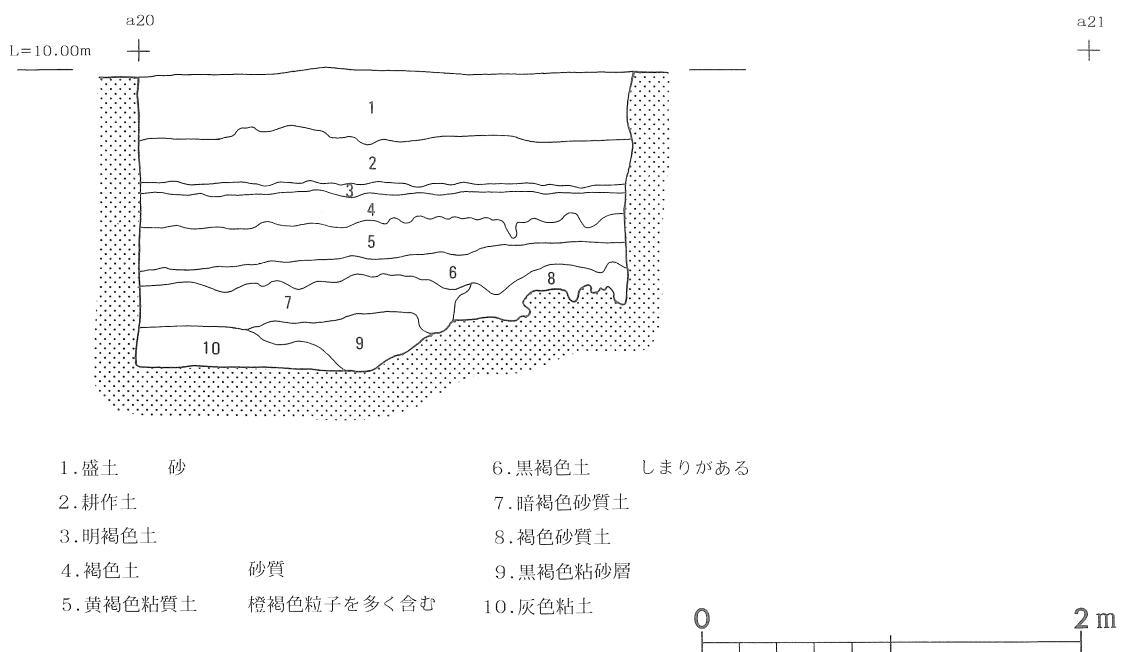 a20
a21
L=10.00m
1
2
3
4
5
6
8
7
9
10
1.盛土 砂
2.耕作土
3.明褐色土
4.褐色土 砂質
5.黄褐色粘質土 橙褐色粒子を多く含む
6.黒褐色土 しまりがある
7.暗褐色砂質土
8.褐色砂質土
9.黒褐色粘砂層
10.灰色粘土
0 2m